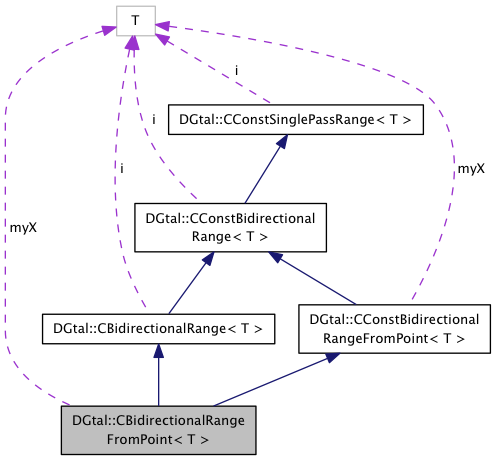 T
i
DGtal::CConstSinglePassRange< T >
i
i
myX
DGtal::CConstBidirectional
Range< T >
myX
DGtal::CBidirectionalRange< T >
DGtal::CConstBidirectional
RangeFromPoint< T >
DGtal::CBidirectionalRange
FromPoint< T >